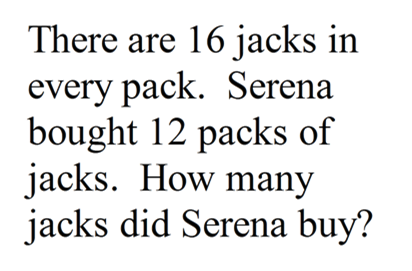 There are 16 jacks in
every pack.  Serena
bought 12 packs of
jacks.  How many
jacks did Serena buy?